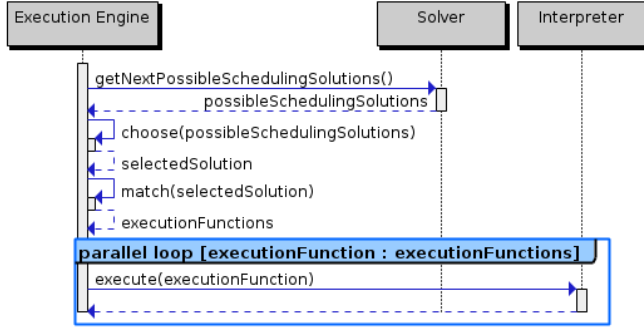 Execution Engine
Solver
Interpreter
getNextPossibleSchedulingSolutions()
possibleSchedulingSolutions
choose(possibleSchedulingSolutions)
selectedSolution
match(selectedSolution)
executionFunctions
parallel loop [executionFunction : executionFunctions]
execute(executionFunction)